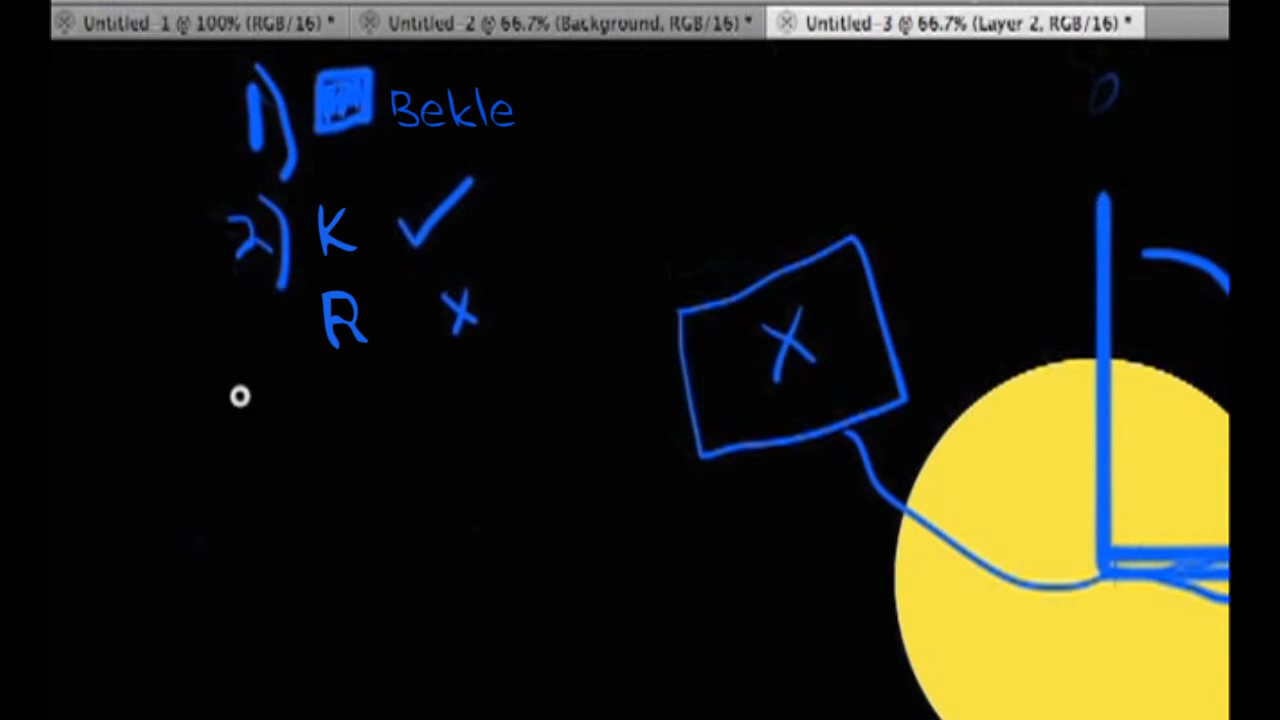 Untitled-1 @ 100% (RGB/16) * Untitled-2 @ 66.7% (Background, RGB/16) * Untitled-3 @ 66.7% (Layer 2, RGB/16) *
1) Bekle
0
2) K ✓
R x
X